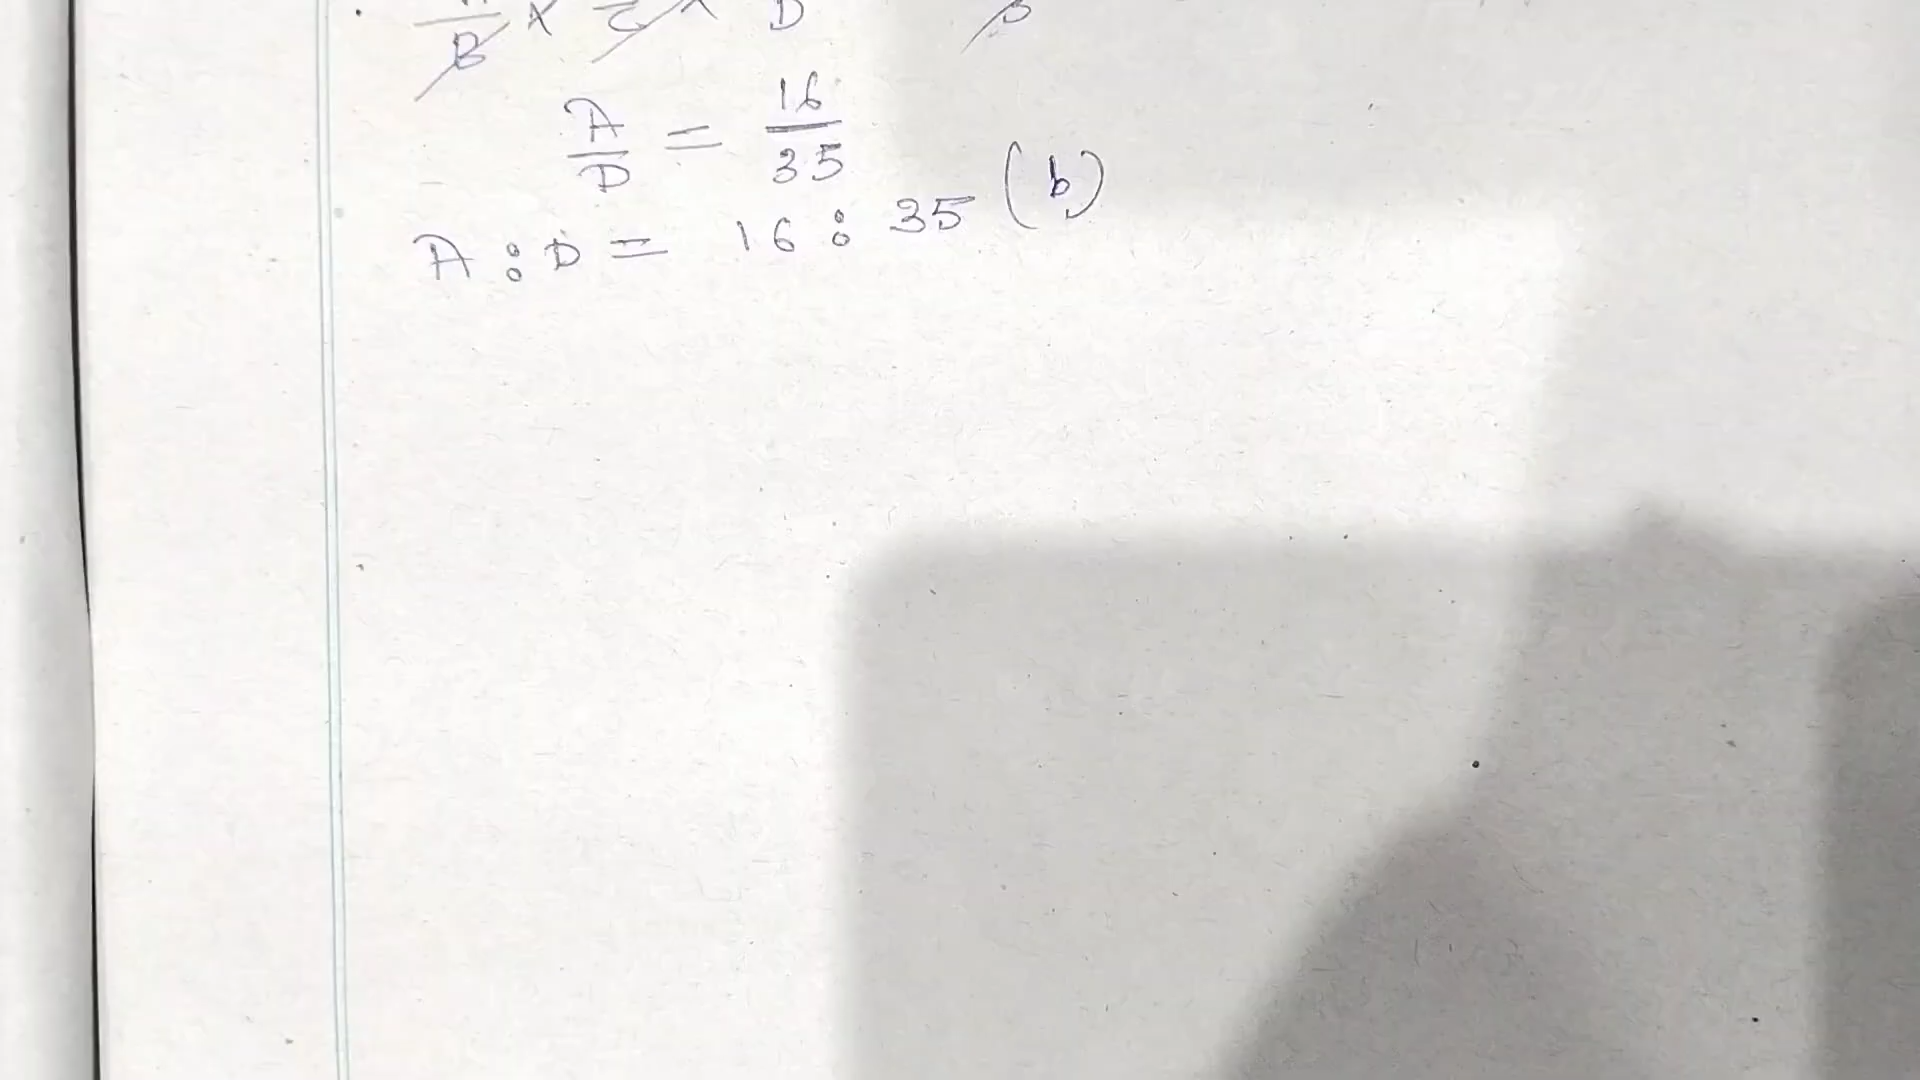 B × C × D
A/D = 16/35
A : D = 16 : 35 (b)